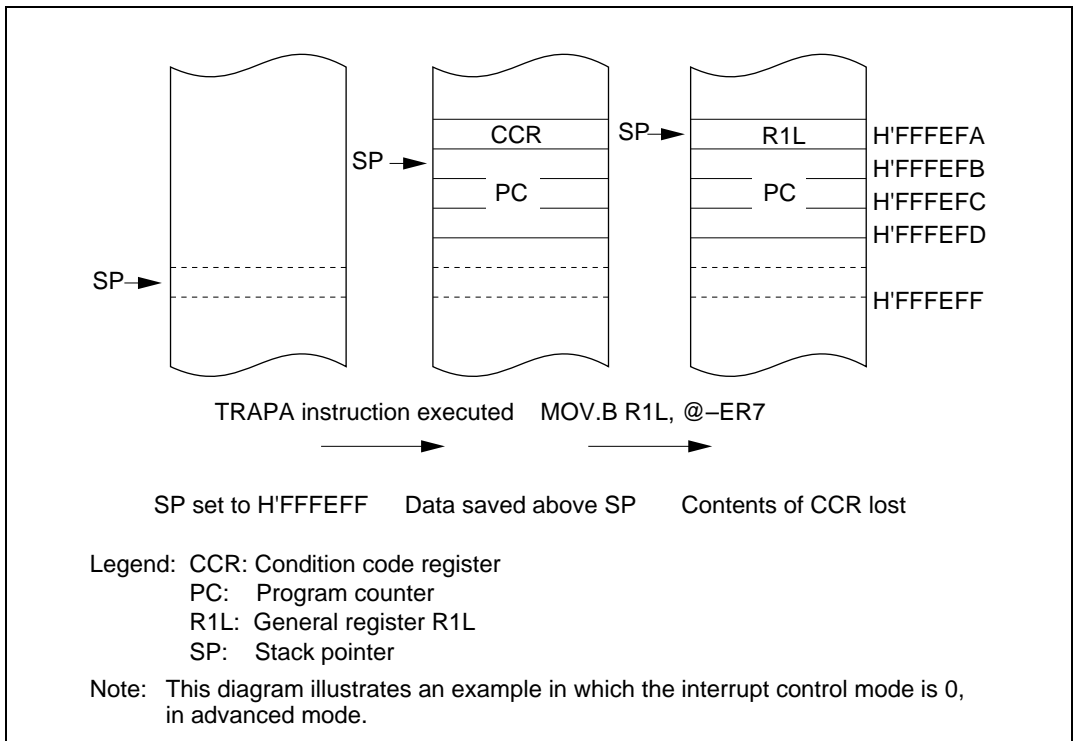 CCR SP R1L H'FFFEFA
SP H'FFFEFB
PC PC H'FFFEFC
H'FFFEFD
SP
H'FFFEFF
TRAPA instruction executed MOV.B R1L, @–ER7
SP set to H'FFFEFF Data saved above SP Contents of CCR lost
Legend: CCR: Condition code register
PC: Program counter
R1L: General register R1L
SP: Stack pointer
Note: This diagram illustrates an example in which the interrupt control mode is 0,
in advanced mode.